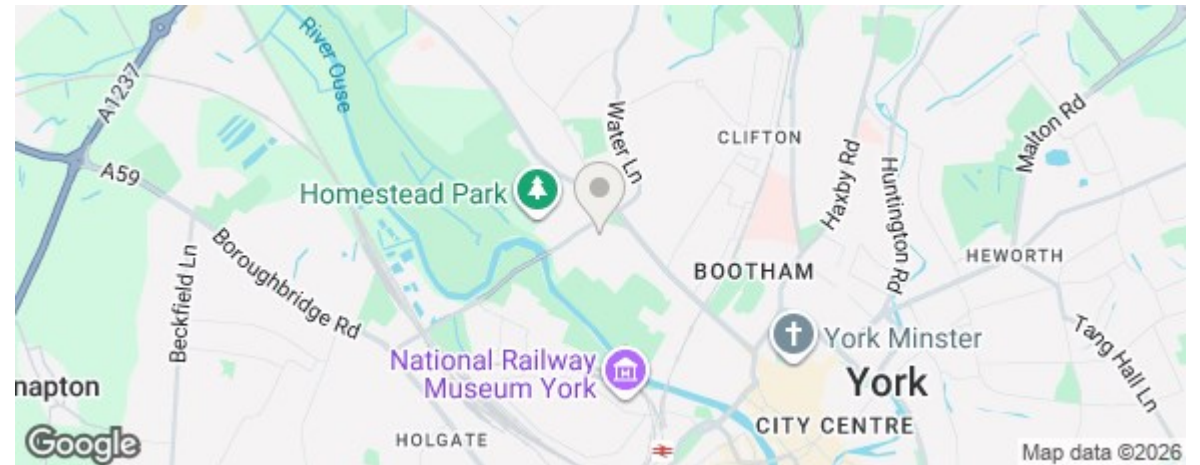 River Ouse
A1237
Water Ln
CLIFTON
Haxby Rd
Malton Rd
A59
Homestead Park
Huntington Rd
Boroughbridge Rd
Beckfield Ln
BOOTHAM
HEWORTH
York Minster
National Railway
Museum York
Tang Hall Ln
napton
York
CITY CENTRE
HOLGATE
Google
Map data ©2026